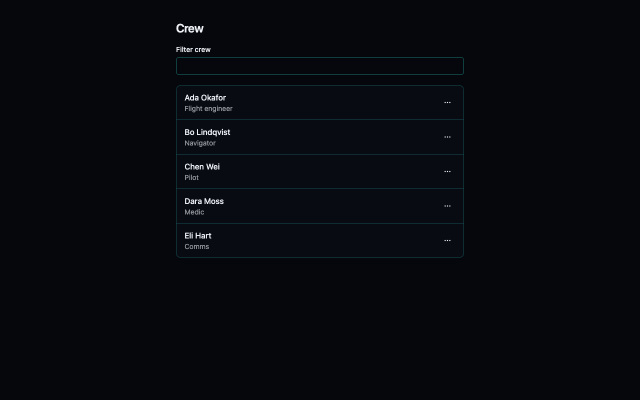 Crew
Filter crew
Ada Okafor
...
Flight engineer
Bo Lindqvist
...
Navigator
Chen Wei
...
Pilot
Dara Moss
...
Medic
Eli Hart
...
Comms